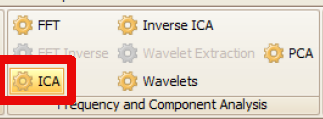 FFT Inverse ICA
FFT Inverse Wavelet Extraction PCA
ICA Wavelets
Frequency and Component Analysis